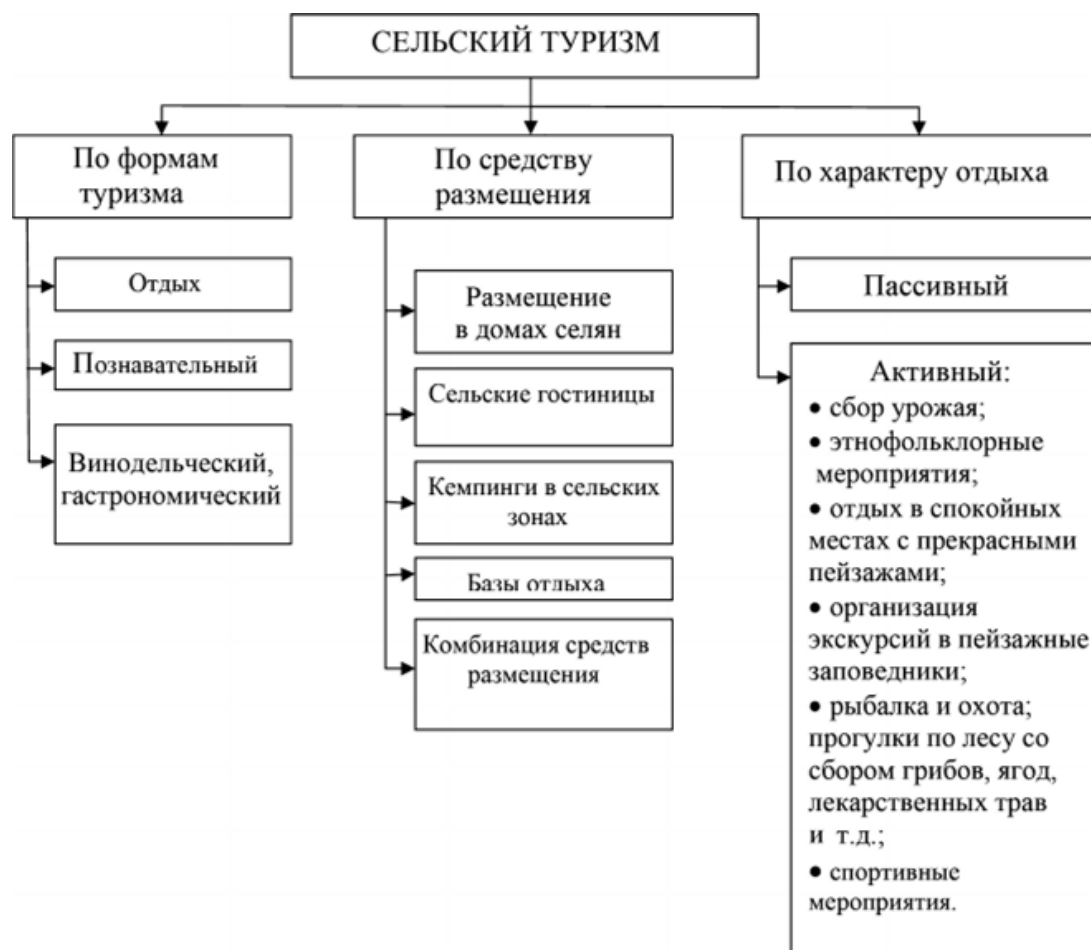 СЕЛЬСКИЙ ТУРИЗМ
По формам
туризма
Отдых
Познавательный
Винодельческий,
гастрономический
По средству
размещения
Размещение
в домах селян
Сельские гостиницы
Кемпинги в сельских
зонах
Базы отдыха
Комбинация средств
размещения
По характеру отдыха
Пассивный
Активный:
• сбор урожая;
• этнофольклорные
мероприятия;
• отдых в спокойных
местах с прекрасными
пейзажами;
• организация
экскурсий в пейзажные
заповедники;
• рыбалка и охота;
прогулки по лесу со
сбором грибов, ягод,
лекарственных трав
и т.д.;
• спортивные
мероприятия.